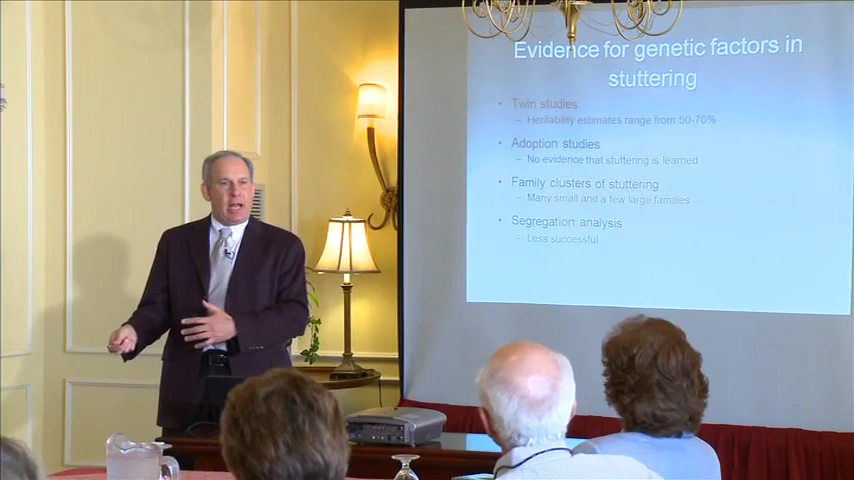 Evidence for genetic factors in
stuttering
• Twin studies
– Heritability estimates range from 50-70%
• Adoption studies
– No evidence that stuttering is learned
• Family clusters of stuttering
– Many small and a few large families
• Segregation analysis
– Less successful